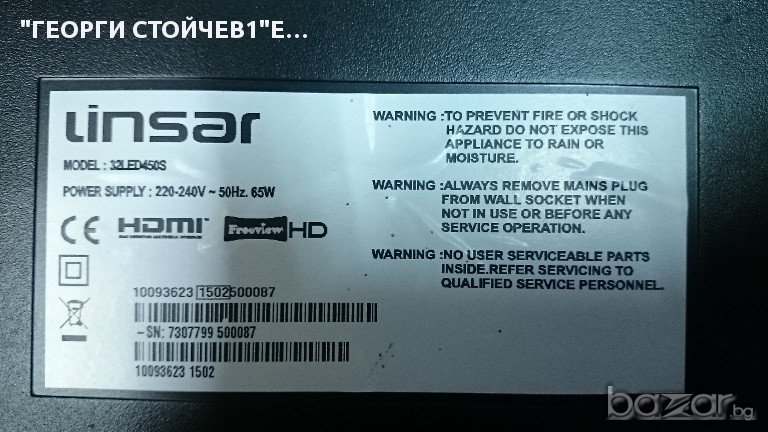 "ГЕОРГИ СТОЙЧЕВ1"Е...
Linsar
MODEL : 32LED450S
POWER SUPPLY : 220-240V ~ 50Hz. 65W
CE HDMI Freeview HD
10093623 1502500087
-SN: 7307799 500087
10093623 1502
WARNING :TO PREVENT FIRE OR SHOCK
HAZARD DO NOT EXPOSE THIS
APPLIANCE TO RAIN OR
MOISTURE.
WARNING :ALWAYS REMOVE MAINS PLUG
FROM WALL SOCKET WHEN
NOT IN USE OR BEFORE ANY
SERVICE OPERATION.
WARNING :NO USER SERVICEABLE PARTS
INSIDE.REFER SERVICING TO
QUALIFIED SERVICE PERSONNEL.
bazar.bg